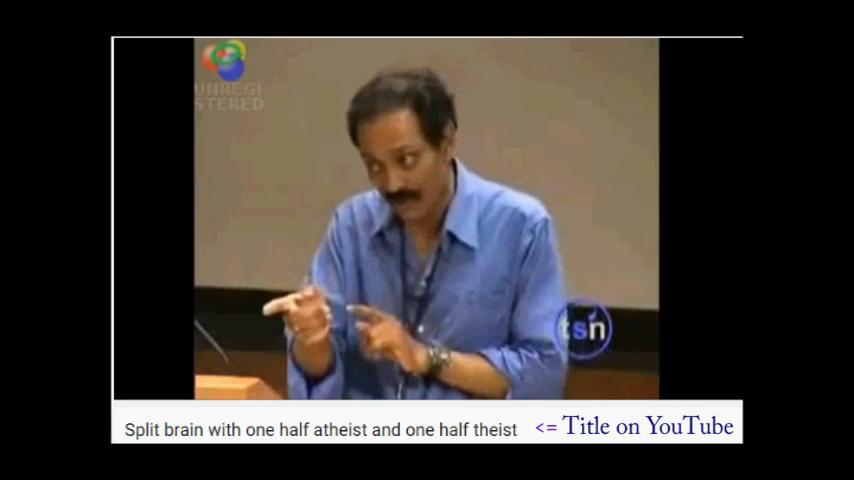 UNREGI
STERED
tsn
Split brain with one half atheist and one half theist <= Title on YouTube